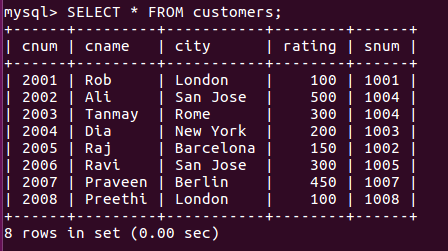 mysql> SELECT * FROM customers;
+------+---------+-----------+--------+------+
| cnum | cname   | city      | rating | snum |
+------+---------+-----------+--------+------+
| 2001 | Rob     | London    |    100 | 1001 |
| 2002 | Ali     | San Jose  |    500 | 1004 |
| 2003 | Tanmay  | Rome      |    300 | 1004 |
| 2004 | Dia     | New York  |    200 | 1003 |
| 2005 | Raj     | Barcelona |    150 | 1002 |
| 2006 | Ravi    | San Jose  |    300 | 1005 |
| 2007 | Praveen | Berlin    |    450 | 1007 |
| 2008 | Preethi | London    |    100 | 1008 |
+------+---------+-----------+--------+------+
8 rows in set (0.00 sec)